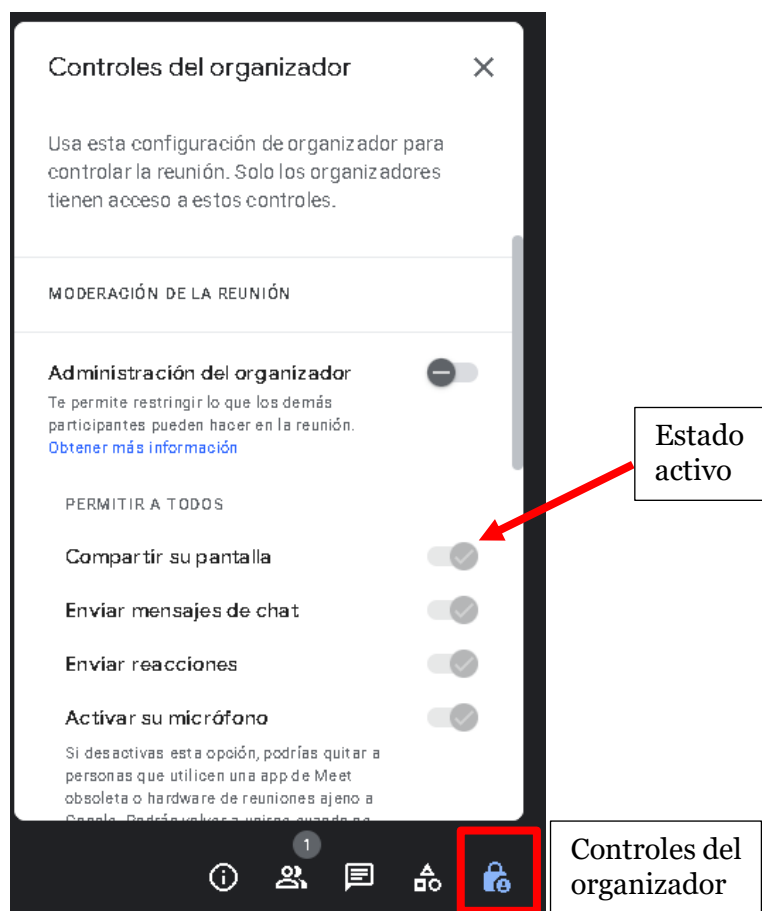 Controles del organizador
Usa esta configuración de organizador para
controlar la reunión. Solo los organizadores
tienen acceso a estos controles.
MODERACIÓN DE LA REUNIÓN
Administración del organizador
Te permite restringir lo que los demás
participantes pueden hacer en la reunión.
Obtener más información
Estado
activo
PERMITIR A TODOS
Compartir su pantalla
Enviar mensajes de chat
Enviar reacciones
Activar su micrófono
Si desactivas esta opción, podrías quitar a
personas que utilicen una app de Meet
obsoleta o hardware de reuniones ajeno a
1
Controles del
organizador